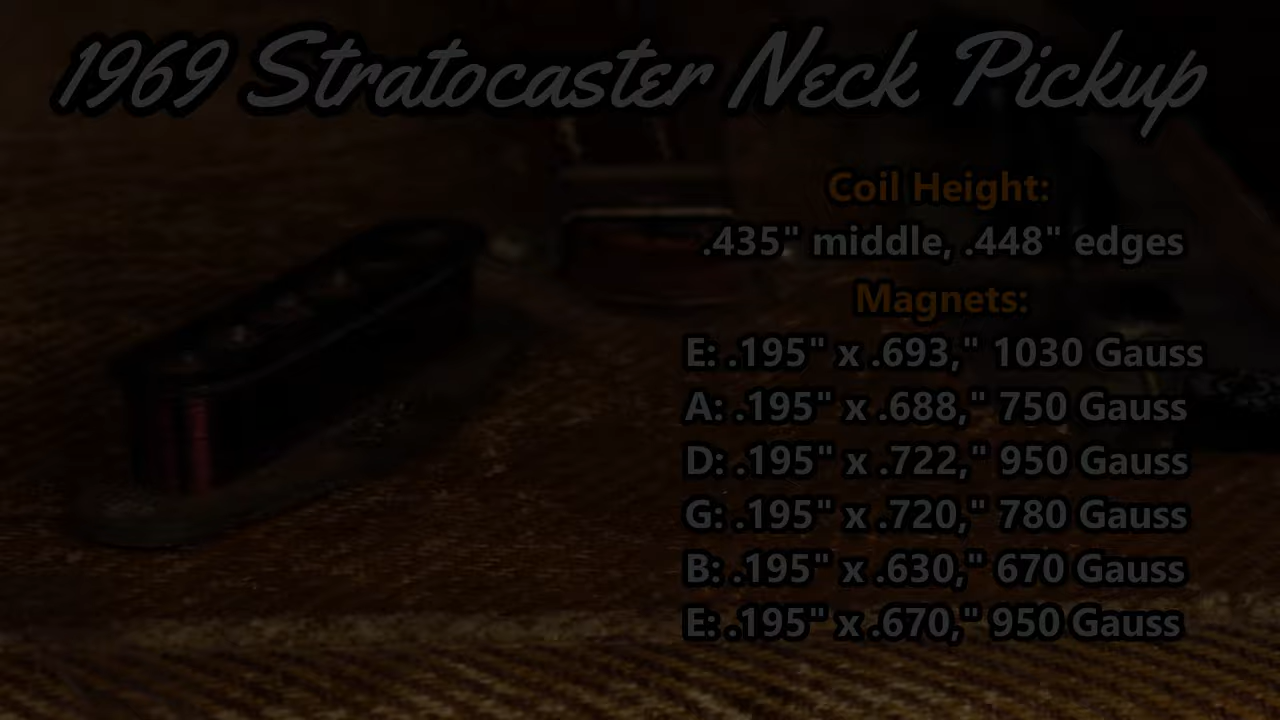 1969 Stratocaster Neck Pickup
Coil Height:
.435" middle, .448" edges
Magnets:
E: .195" x .693," 1030 Gauss
A: .195" x .688," 750 Gauss
D: .195" x .722," 950 Gauss
G: .195" x .720," 780 Gauss
B: .195" x .630," 670 Gauss
E: .195" x .670," 950 Gauss